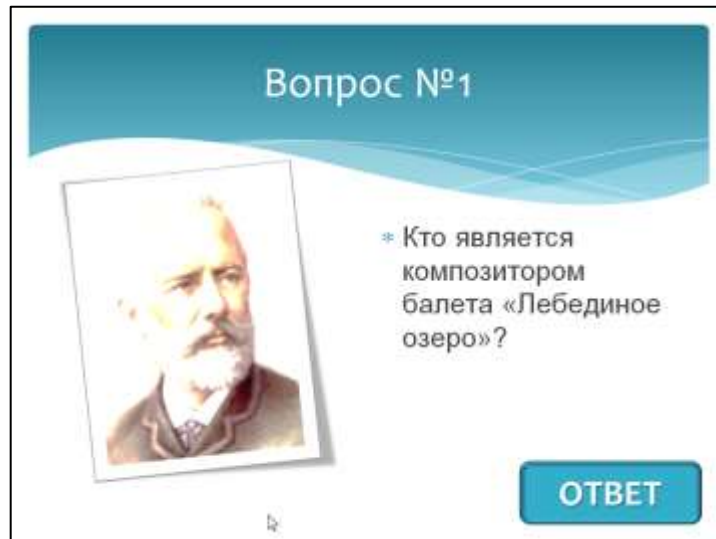 Вопрос №1
* Кто является
композитором
балета «Лебединое
озеро»?
ОТВЕТ